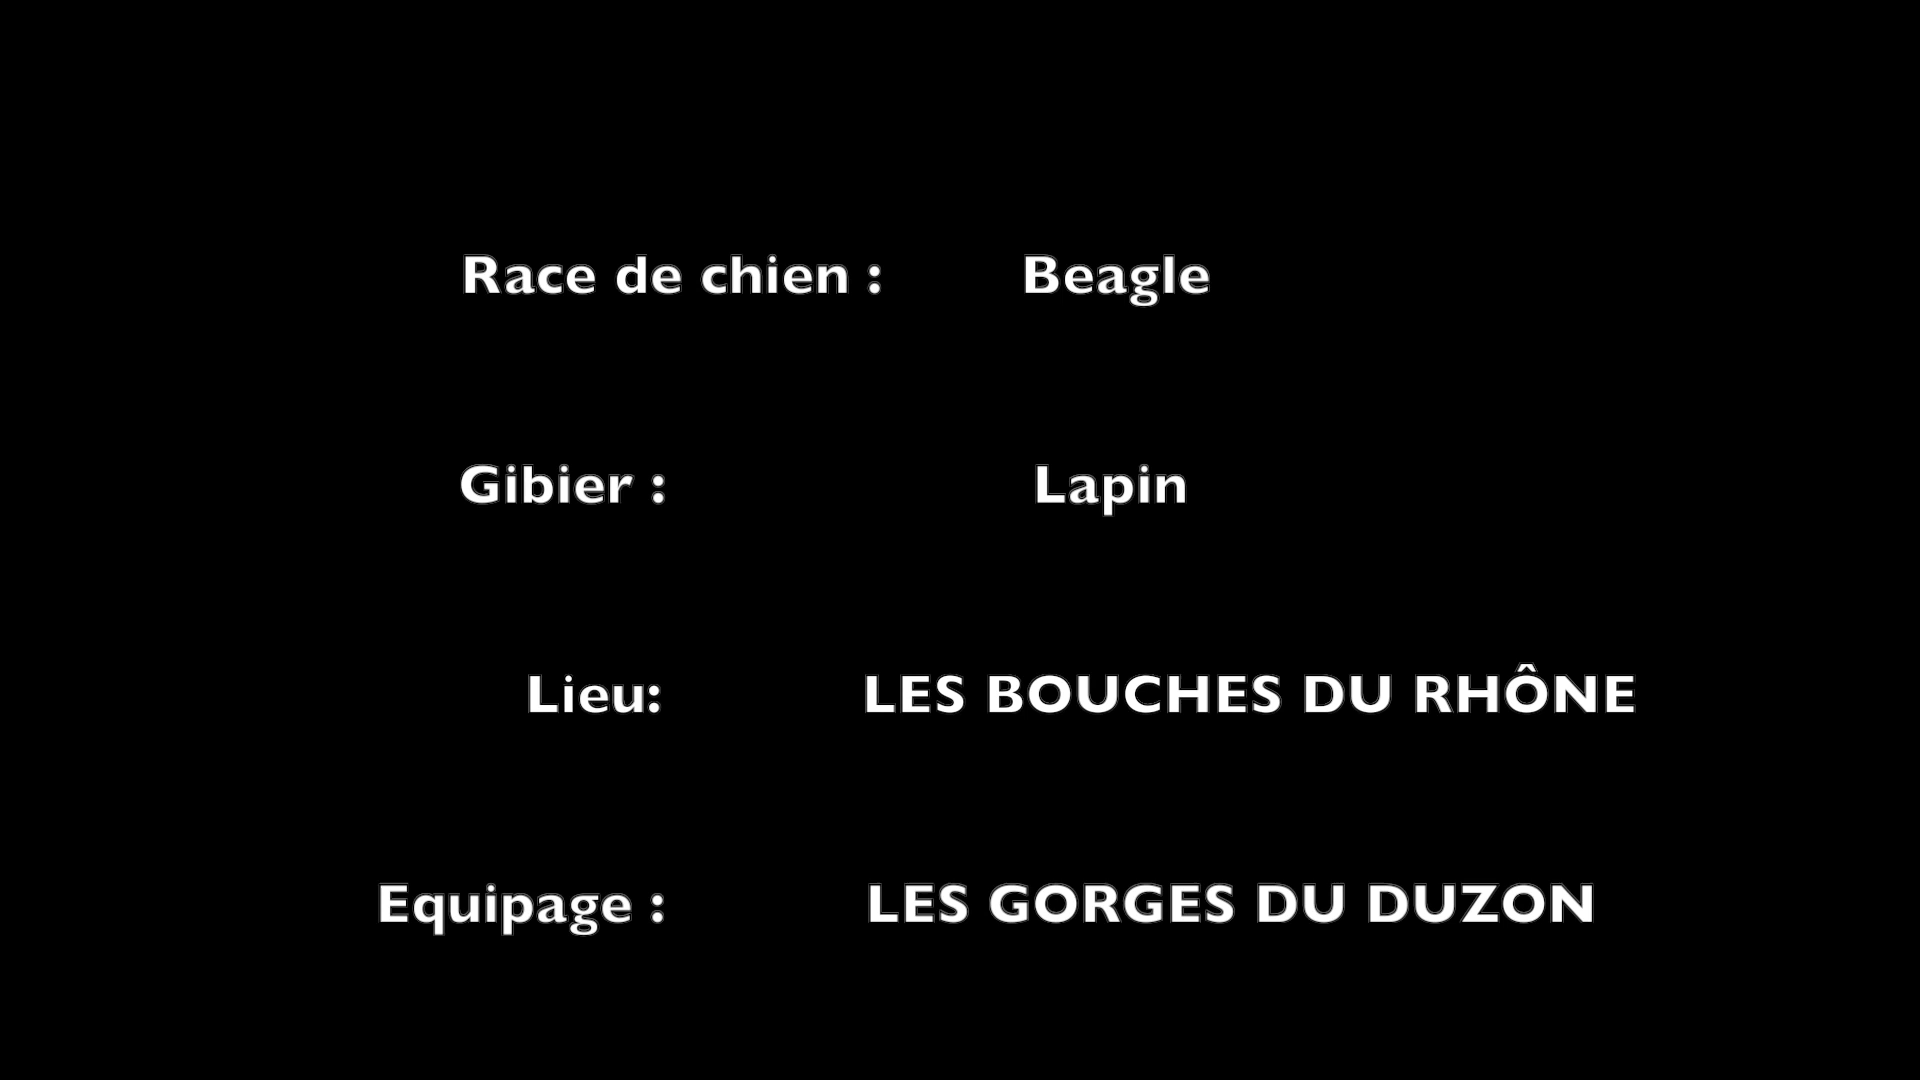 Race de chien : Beagle
Gibier : Lapin
Lieu: LES BOUCHES DU RHÔNE
Equipage : LES GORGES DU DUZON